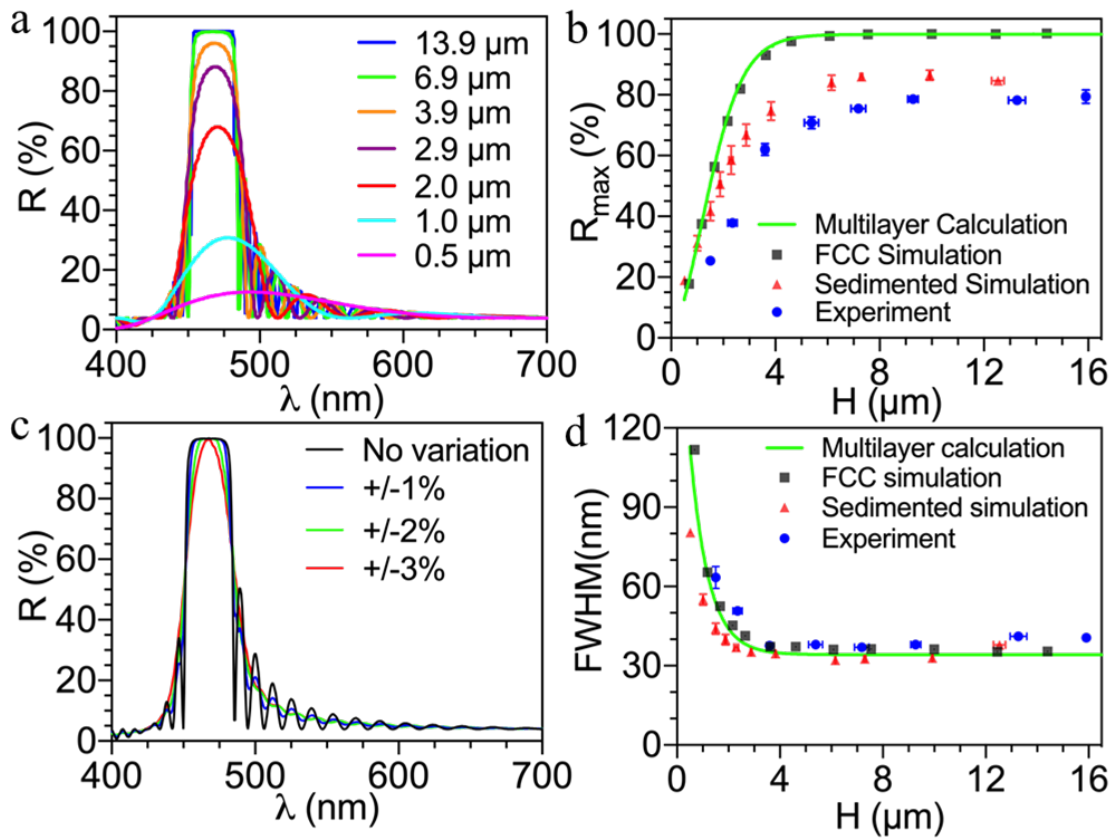 a
R (%)
100
80
60
40
20
0
13.9 μm
6.9 μm
3.9 μm
2.9 μm
2.0 μm
1.0 μm
0.5 μm
400
500
600
700
λ (nm)
b
Rmax (%)
100
80
60
40
20
0
Multilayer Calculation
FCC Simulation
Sedimented Simulation
Experiment
0
4
8
12
16
H (μm)
c
R (%)
100
80
60
40
20
0
No variation
+/-1%
+/-2%
+/-3%
400
500
600
700
λ (nm)
d
FWHM(nm)
120
90
60
30
0
Multilayer calculation
FCC simulation
Sedimented simulation
Experiment
0
4
8
12
16
H (μm)